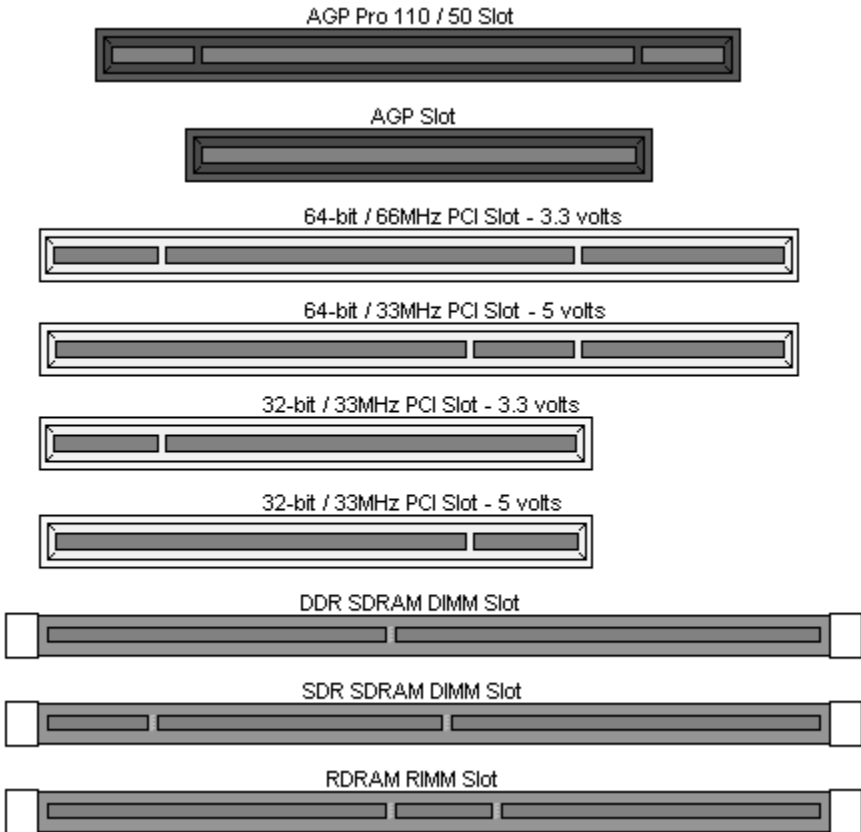 AGP Pro 110 / 50 Slot
AGP Slot
64-bit / 66MHz PCI Slot - 3.3 volts
64-bit / 33MHz PCI Slot - 5 volts
32-bit / 33MHz PCI Slot - 3.3 volts
32-bit / 33MHz PCI Slot - 5 volts
DDR SDRAM DIMM Slot
SDR SDRAM DIMM Slot
RDRAM RIMM Slot